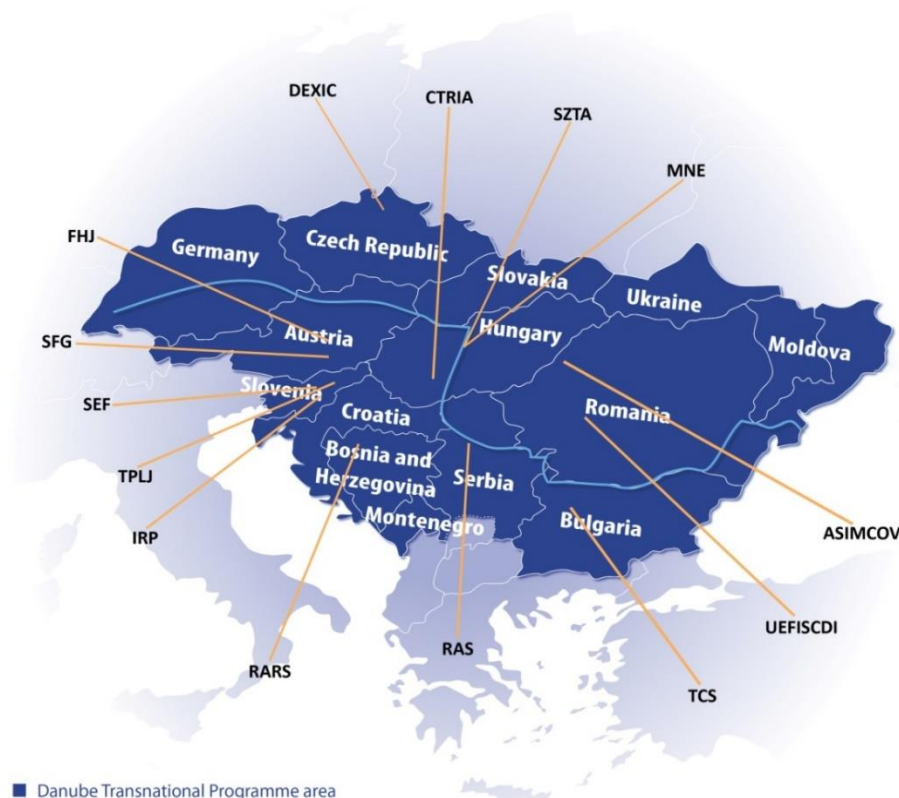 DEXIC
CTRIA
SZTA
MNE
FHJ
Germany
Czech Republic
Slovakia
Ukraine
Hungary
Austria
Moldova
SFG
Slovenia
SEF
Croatia
Romania
Bosnia and
Herzegovina
Serbia
TPLJ
Montenegro
Bulgaria
IRP
ASIMCOV
UEFISCDI
RAS
RARS
TCS
Danube Transnational Programme area